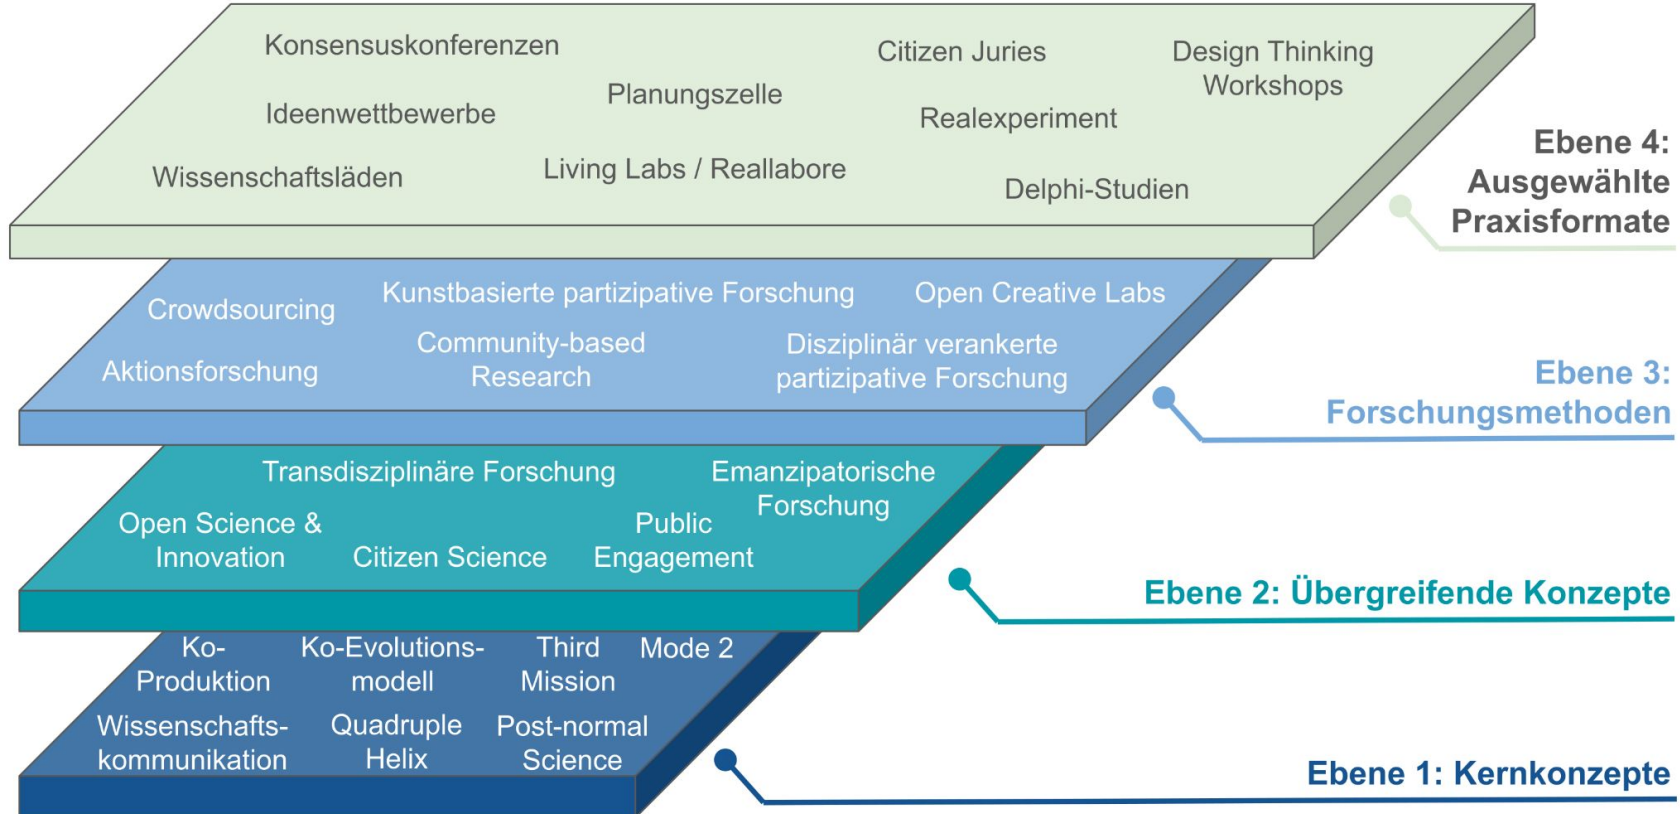 Konsensuskonferenzen
Citizen Juries
Design Thinking
Workshops
Planungszelle
Ideenwettbewerbe
Realexperiment
Wissenschaftsläden
Living Labs / Reallabore
Delphi-Studien
Ebene 4:
Ausgewählte
Praxisformate
Crowdsourcing
Kunstbasierte partizipative Forschung
Open Creative Labs
Aktionsforschung
Community-based
Research
Disziplinär verankerte
partizipative Forschung
Ebene 3:
Forschungsmethoden
Transdisziplinäre Forschung
Emanzipatorische
Forschung
Open Science &
Innovation
Citizen Science
Public
Engagement
Ebene 2: Übergreifende Konzepte
Ko-
Produktion
Ko-Evolutions-
modell
Third
Mission
Mode 2
Wissenschafts-
kommunikation
Quadruple
Helix
Post-normal
Science
Ebene 1: Kernkonzepte